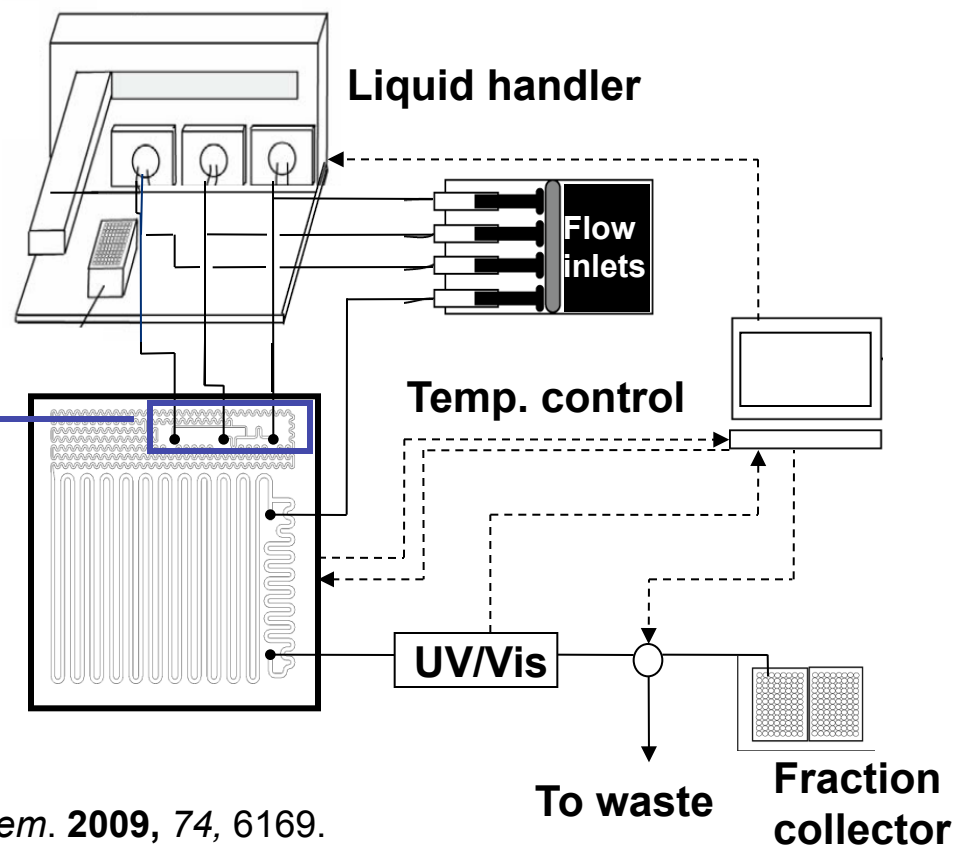 Liquid handler
Flow
inlets
Temp. control
UV/Vis
To waste
Fraction
collector
em. 2009, 74, 6169.